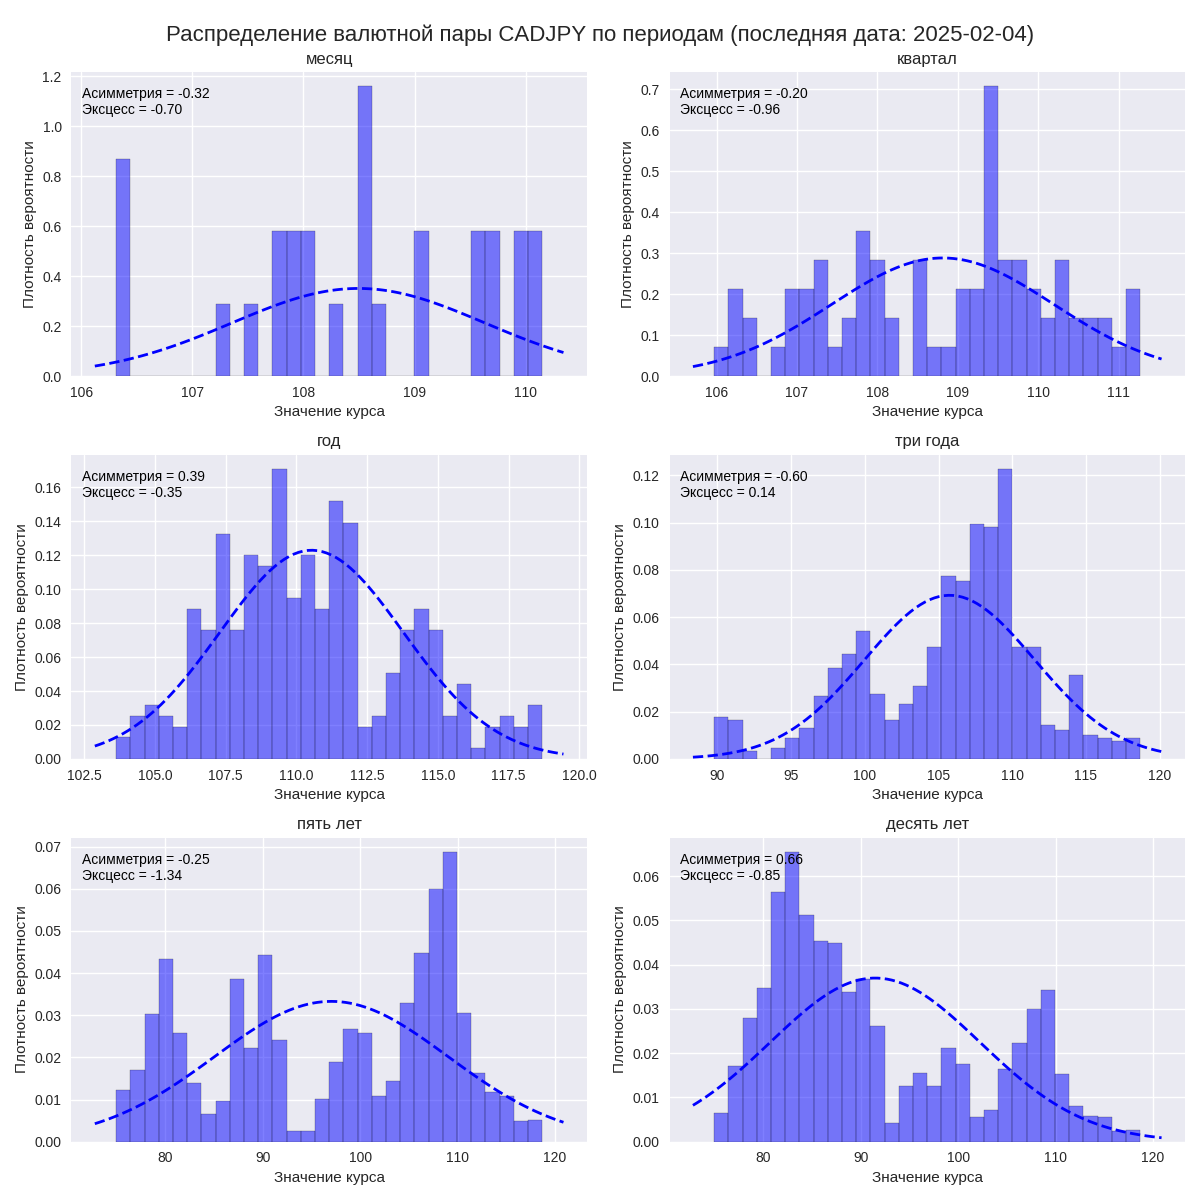 Распределение валютной пары CADJPY по периодам (последняя дата: 2025-02-04)
месяц
Асимметрия = -0.32
Эксцесс = -0.70
Плотность вероятности
1.2
1.0
0.8
0.6
0.4
0.2
0.0
106 107 108 109 110
Значение курса
квартал
Асимметрия = -0.20
Эксцесс = -0.96
Плотность вероятности
0.7
0.6
0.5
0.4
0.3
0.2
0.1
0.0
106 107 108 109 110 111
Значение курса
год
Асимметрия = 0.39
Эксцесс = -0.35
Плотность вероятности
0.16
0.14
0.12
0.10
0.08
0.06
0.04
0.02
0.00
102.5 105.0 107.5 110.0 112.5 115.0 117.5 120.0
Значение курса
три года
Асимметрия = -0.60
Эксцесс = 0.14
Плотность вероятности
0.12
0.10
0.08
0.06
0.04
0.02
0.00
90 95 100 105 110 115 120
Значение курса
пять лет
Асимметрия = -0.25
Эксцесс = -1.34
Плотность вероятности
0.07
0.06
0.05
0.04
0.03
0.02
0.01
0.00
80 90 100 110 120
Значение курса
десять лет
Асимметрия = 0.66
Эксцесс = -0.85
Плотность вероятности
0.06
0.05
0.04
0.03
0.02
0.01
0.00
80 90 100 110 120
Значение курса